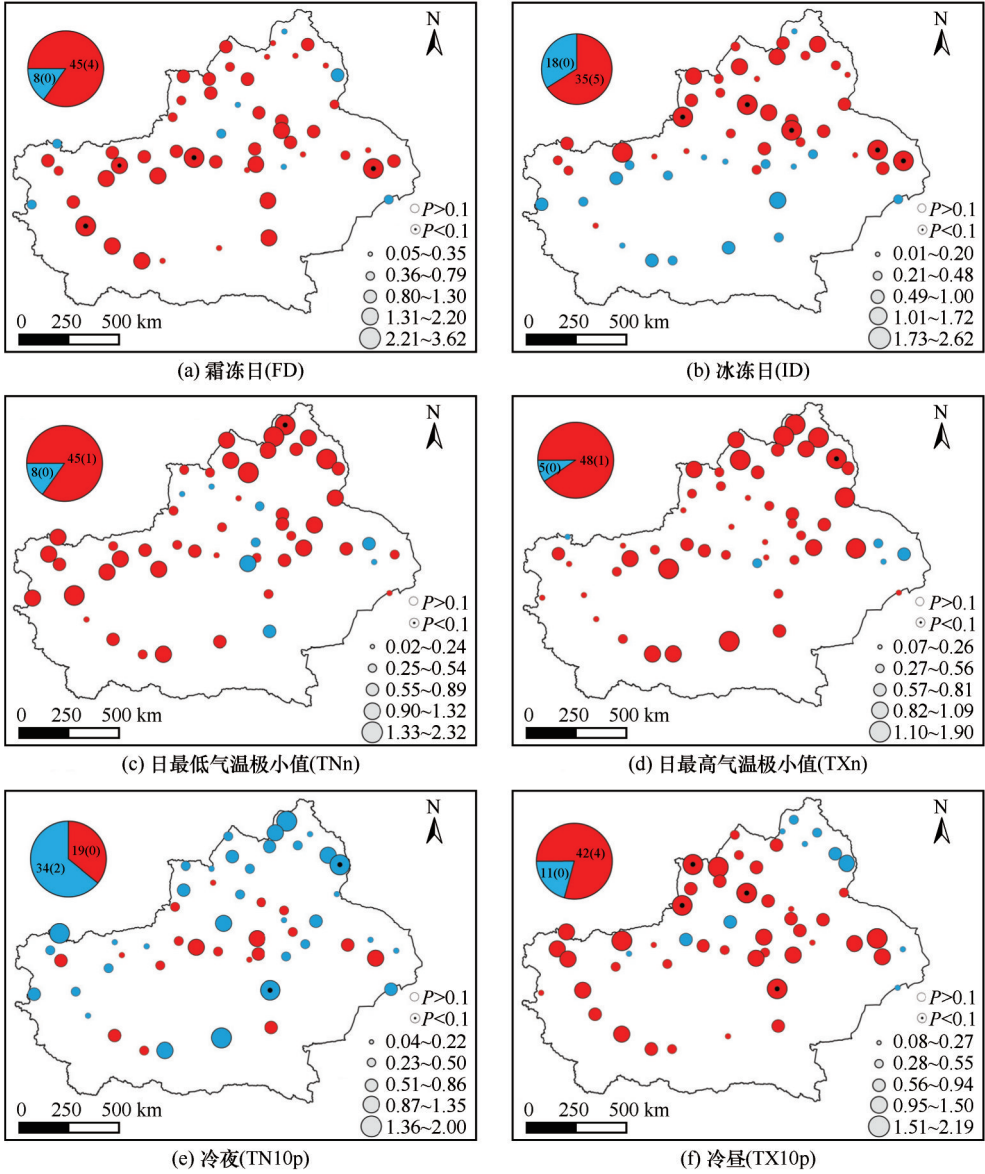 N
45(4)
8(0)
P>0.1
P<0.1
0.05~0.35
0.36~0.79
0.80~1.30
1.31~2.20
2.21~3.62
0 250 500 km
(a) 霜冻日(FD)
N
18(0)
35(5)
P>0.1
P<0.1
0.01~0.20
0.21~0.48
0.49~1.00
1.01~1.72
1.73~2.62
0 250 500 km
(b) 冰冻日(ID)
N
45(1)
8(0)
P>0.1
P<0.1
0.02~0.24
0.25~0.54
0.55~0.89
0.90~1.32
1.33~2.32
0 250 500 km
(c) 日最低气温极小值(TNn)
N
48(1)
5(0)
P>0.1
P<0.1
0.07~0.26
0.27~0.56
0.57~0.81
0.82~1.09
1.10~1.90
0 250 500 km
(d) 日最高气温极小值(TXn)
N
19(0)
34(2)
P>0.1
P<0.1
0.04~0.22
0.23~0.50
0.51~0.86
0.87~1.35
1.36~2.00
0 250 500 km
(e) 冷夜(TN10p)
N
42(4)
11(0)
P>0.1
P<0.1
0.08~0.27
0.28~0.55
0.56~0.94
0.95~1.50
1.51~2.19
0 250 500 km
(f) 冷昼(TX10p)